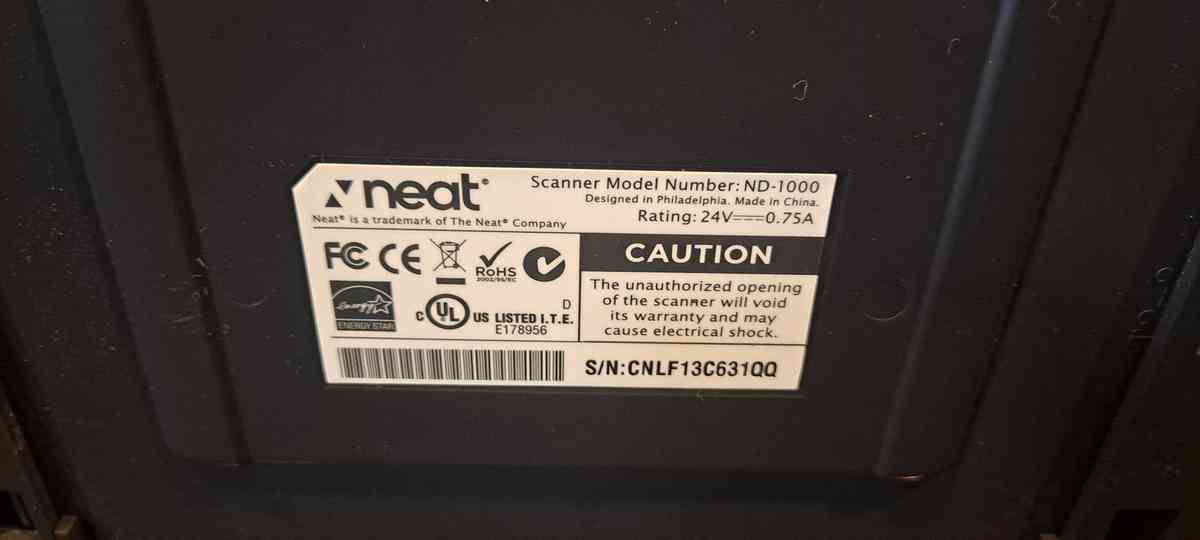 neat®
Scanner Model Number: ND-1000
Designed in Philadelphia. Made in China.
Neat® is a trademark of The Neat® Company
Rating: 24V⎓0.75A
FC CE
RoHS
2002/95/EC
CAUTION
The unauthorized opening
of the scanner will void
its warranty and may
cause electrical shock.
energy
ENERGY STAR
C UL US LISTED I.T.E.
D
E178956
S/N:CNLF13C631QQ